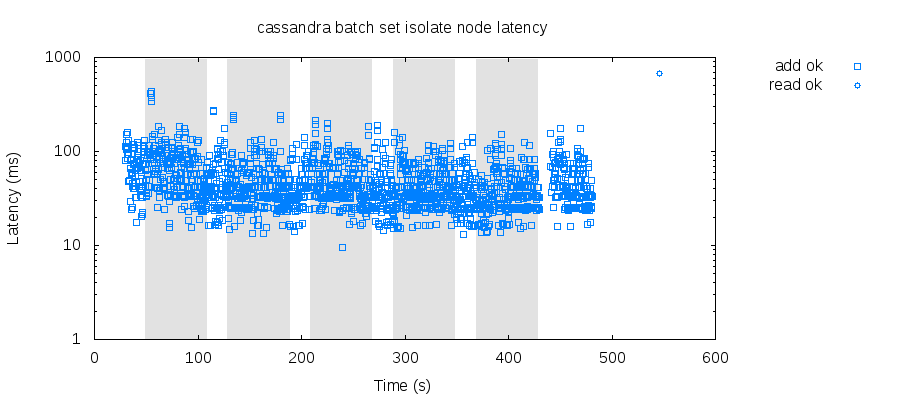 cassandra batch set isolate node latency
add ok
read ok
1000
100
10
1
Latency (ms)
0 100 200 300 400 500 600
Time (s)